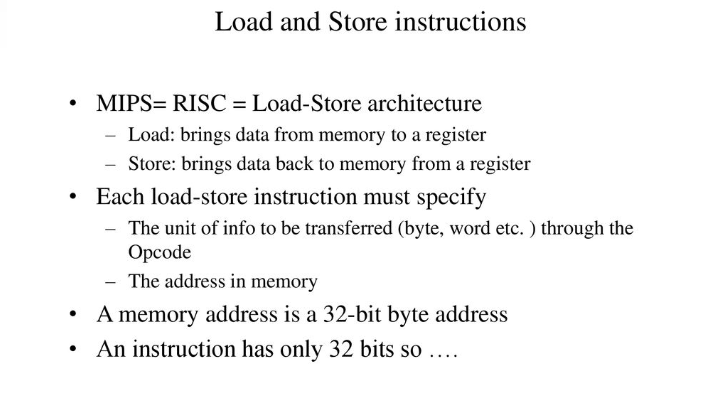 Load and Store instructions
• MIPS= RISC = Load-Store architecture
– Load: brings data from memory to a register
– Store: brings data back to memory from a register
• Each load-store instruction must specify
– The unit of info to be transferred (byte, word etc. ) through the
Opcode
– The address in memory
• A memory address is a 32-bit byte address
• An instruction has only 32 bits so ….